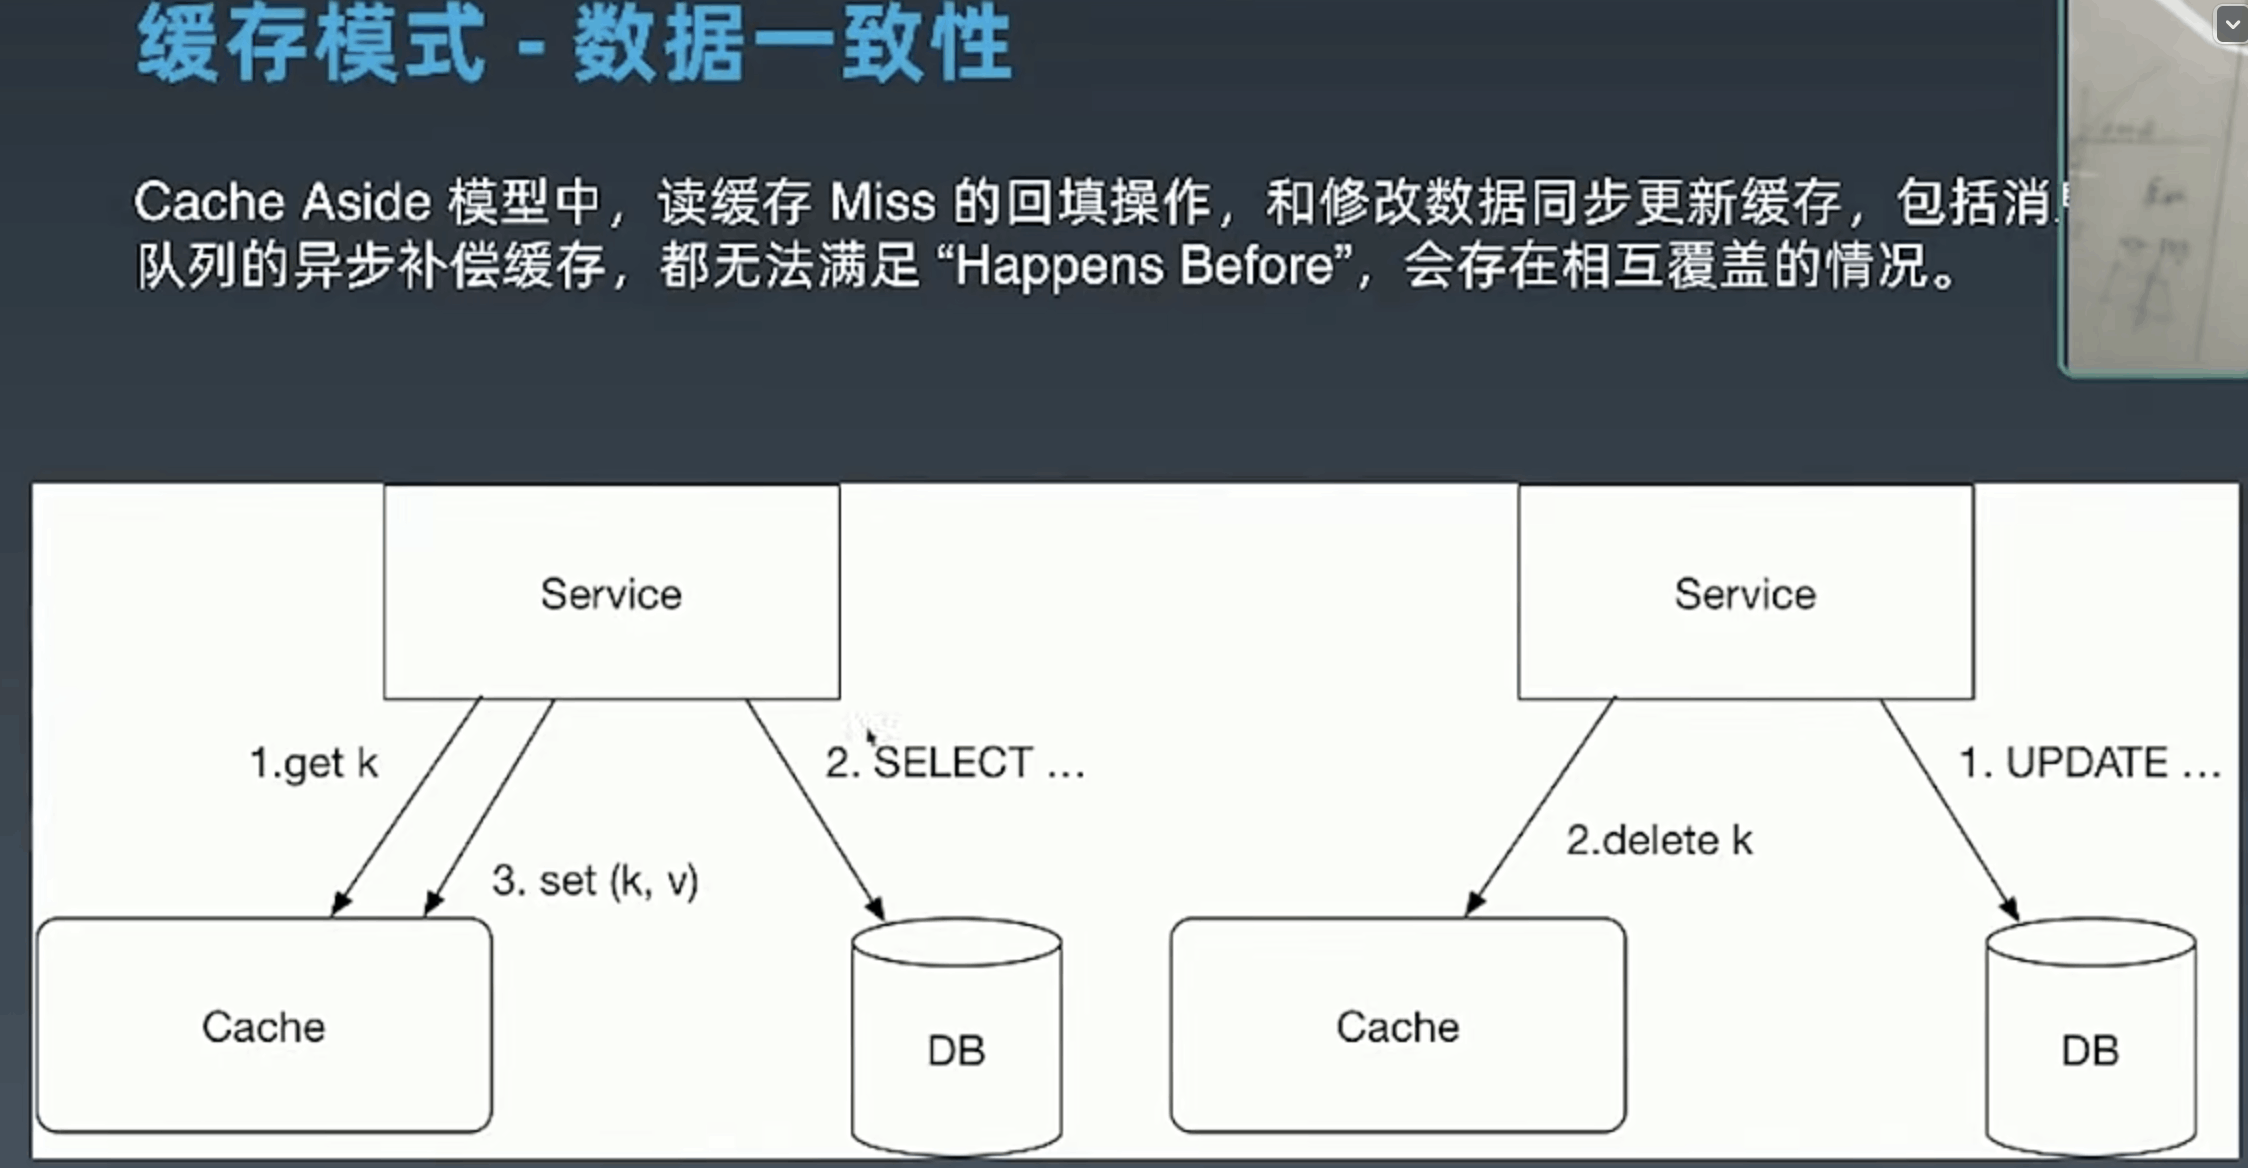 缓存模式 - 数据一致性
Cache Aside 模型中，读缓存 Miss 的回填操作，和修改数据同步更新缓存，包括消
队列的异步补偿缓存，都无法满足 “Happens Before”，会存在相互覆盖的情况。
Service
Service
1.get k
2. SELECT ...
1. UPDATE ...
2.delete k
3. set (k, v)
Cache
DB
Cache
DB